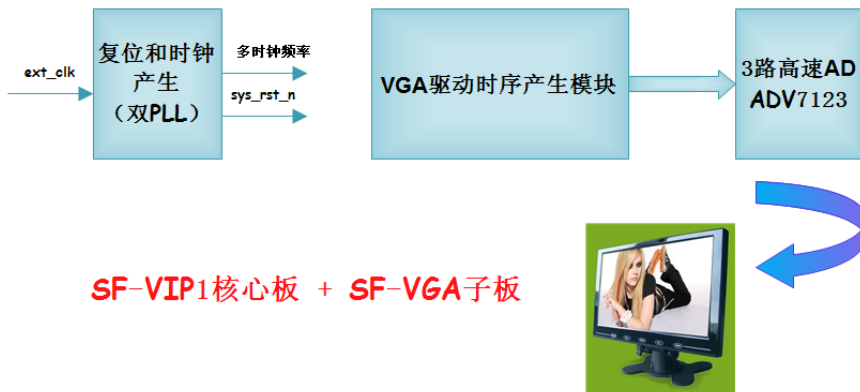 ext_clk
复位和时钟
产生
（双PLL）
多时钟频率
sys_rst_n
VGA驱动时序产生模块
3路高速AD
ADV7123
SF-VIP1核心板 + SF-VGA子板